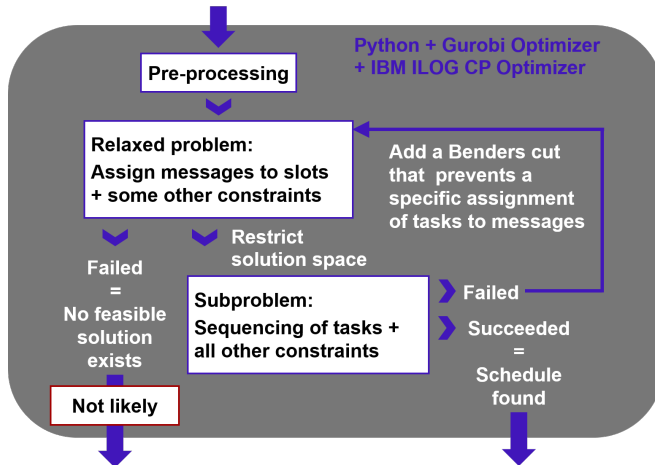 Python + Gurobi Optimizer
+ IBM ILOG CP Optimizer
Pre-processing
Relaxed problem:
Assign messages to slots
+ some other constraints
Add a Benders cut
that prevents a
specific assignment
of tasks to messages
Restrict
solution space
Failed
=
No feasible
solution
exists
Not likely
Subproblem:
Sequencing of tasks +
all other constraints
Failed
Succeeded
=
Schedule
found